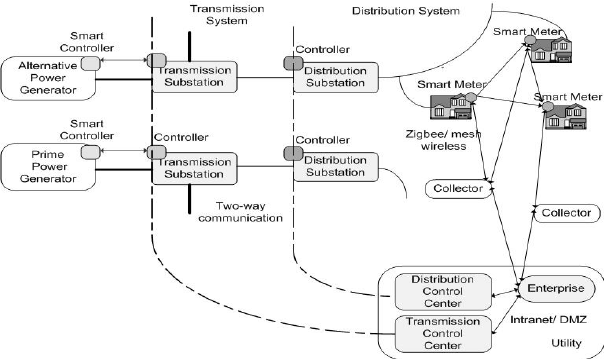 Transmission
System
Distribution System
Smart
Controller
Controller
Smart Meter
Alternative
Power
Generator
Transmission
Substation
Distribution
Substation
Smart Meter
Smart Meter
Zigbee/ mesh
wireless
Smart
Controller
Controller
Controller
Prime
Power
Generator
Transmission
Substation
Distribution
Substation
Two-way
communication
Collector
Collector
Distribution
Control
Center
Enterprise
Transmission
Control
Center
Intranet/ DMZ
Utility